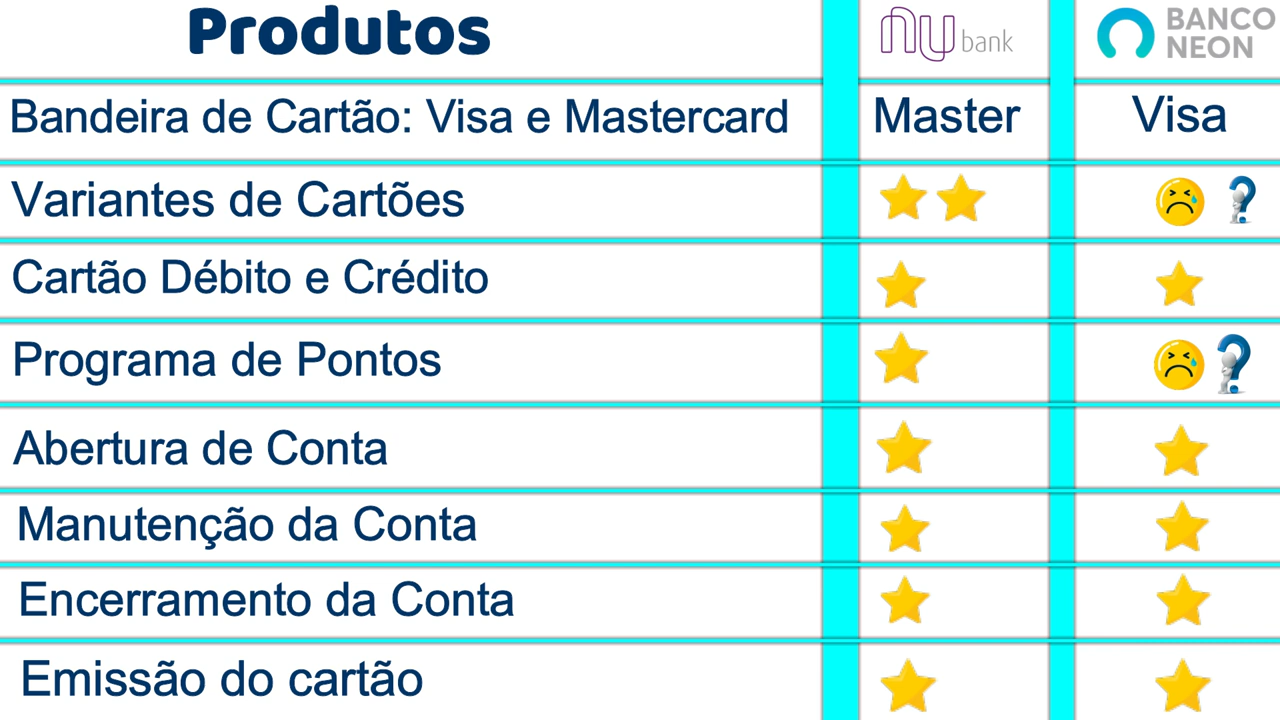 Produtos nu bank BANCO NEON
Bandeira de Cartão: Visa e Mastercard Master Visa
Variantes de Cartões
Cartão Débito e Crédito
Programa de Pontos
Abertura de Conta
Manutenção da Conta
Encerramento da Conta
Emissão do cartão